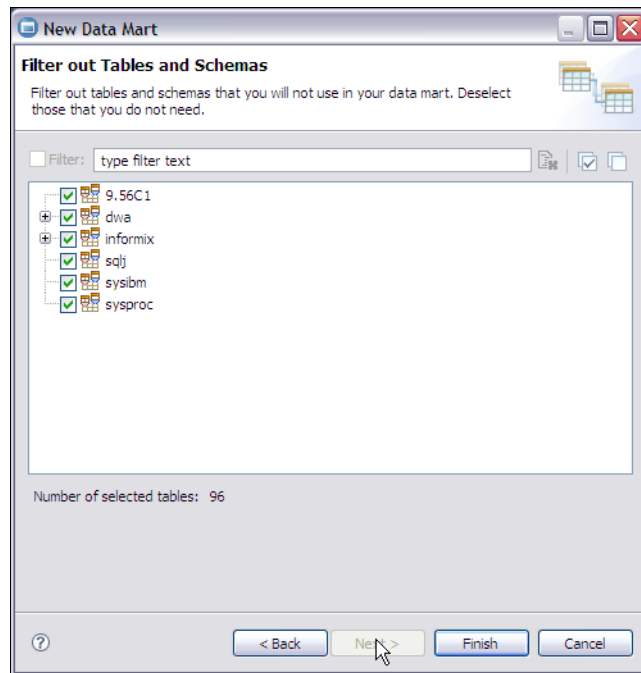 New Data Mart
Filter out Tables and Schemas
Filter out tables and schemas that you will not use in your data mart. Deselect
those that you do not need.
Filter: type filter text
9.56C1
dwa
informix
sqlj
sysibm
sysproc
Number of selected tables: 96
< Back Next > Finish Cancel